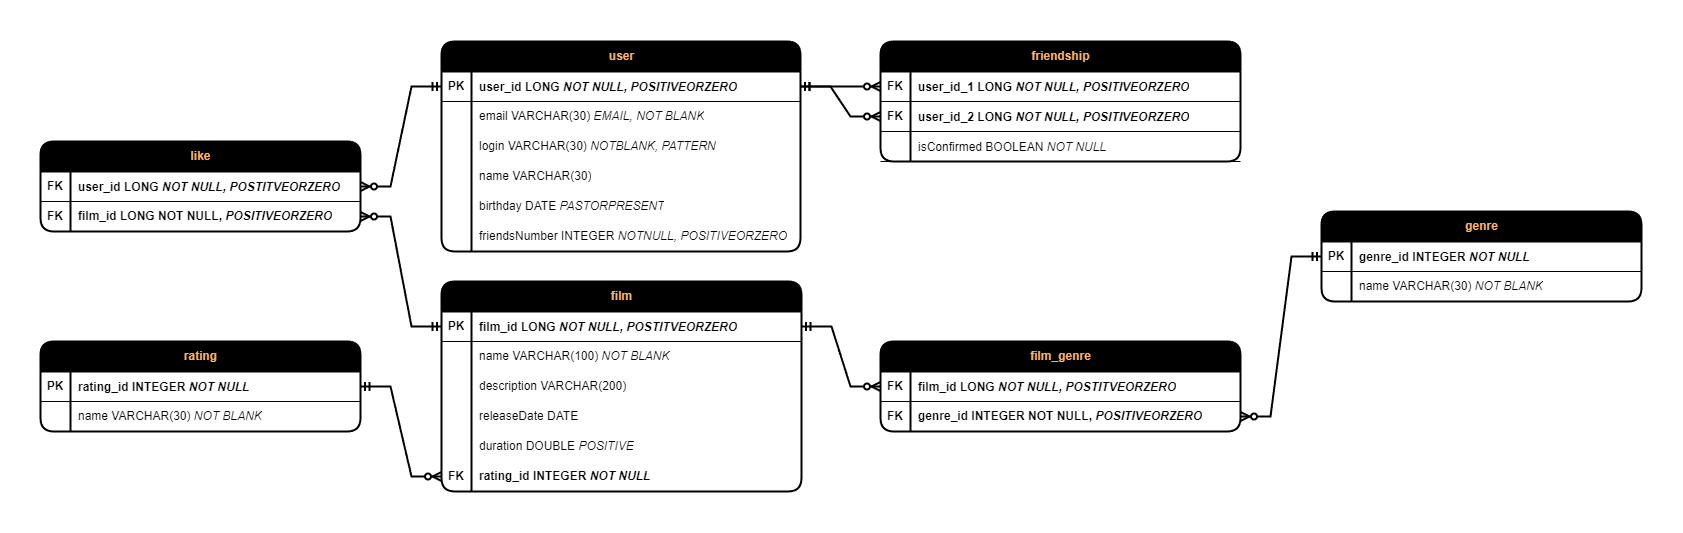 user
PK user_id LONG NOT NULL, POSITIVEORZERO
email VARCHAR(30) EMAIL, NOT BLANK
login VARCHAR(30) NOTBLANK, PATTERN
name VARCHAR(30)
birthday DATE PASTORPRESENT
friendsNumber INTEGER NOTNULL, POSITIVEORZERO
friendship
FK user_id_1 LONG NOT NULL, POSITIVEORZERO
FK user_id_2 LONG NOT NULL, POSITIVEORZERO
isConfirmed BOOLEAN NOT NULL
like
FK user_id LONG NOT NULL, POSTITVEORZERO
FK film_id LONG NOT NULL, POSITIVEORZERO
genre
PK genre_id INTEGER NOT NULL
name VARCHAR(30) NOT BLANK
film
PK film_id LONG NOT NULL, POSTITVEORZERO
name VARCHAR(100) NOT BLANK
description VARCHAR(200)
releaseDate DATE
duration DOUBLE POSITIVE
FK rating_id INTEGER NOT NULL
rating
PK rating_id INTEGER NOT NULL
name VARCHAR(30) NOT BLANK
film_genre
FK film_id LONG NOT NULL, POSTITVEORZERO
FK genre_id INTEGER NOT NULL, POSITIVEORZERO